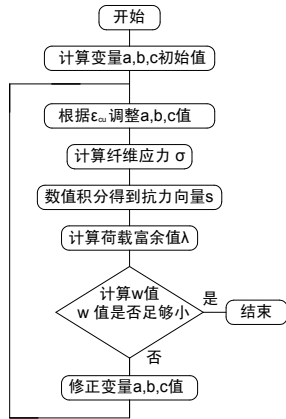 开始
计算变量a,b,c初始值
根据εcu调整a,b,c值
计算纤维应力 σ
数值积分得到抗力向量s
计算荷载富余值λ
计算w值
w 值是否足够小
是
结束
否
修正变量a,b,c值